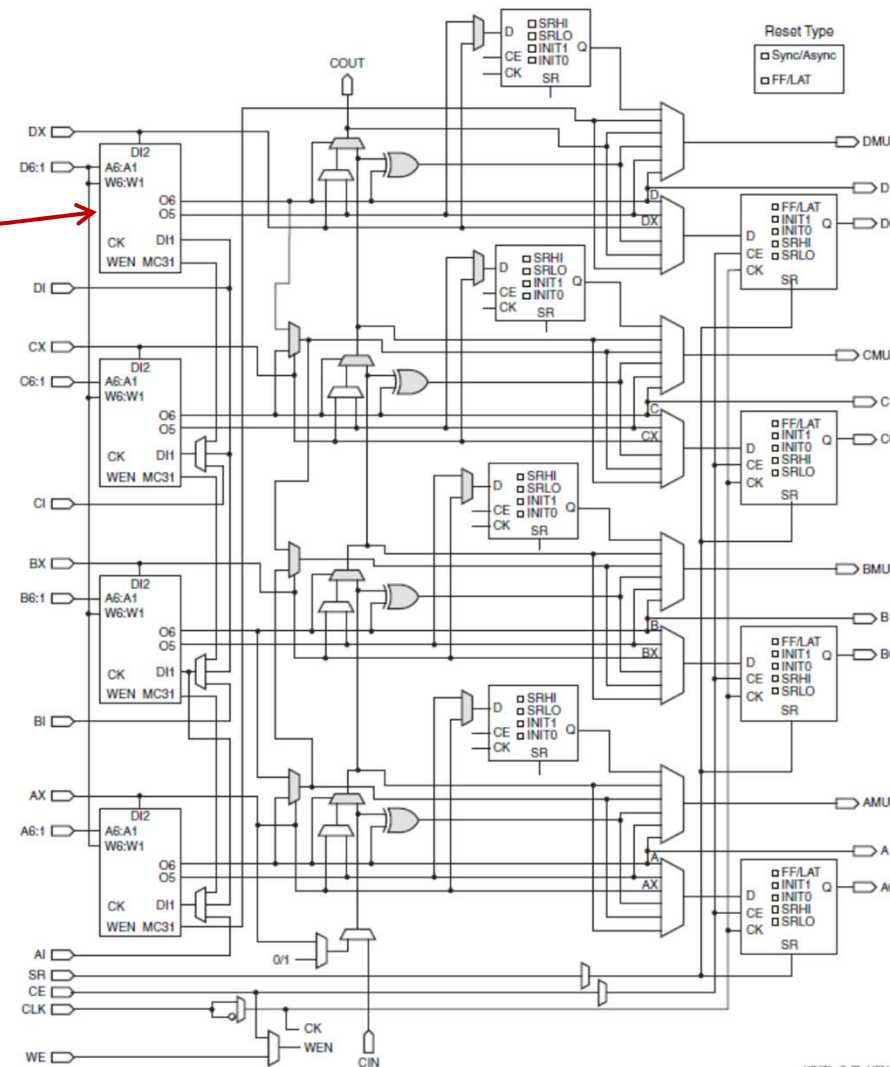 Reset Type
Sync/Async
FF/LAT
D SRHI Q
SRLO
CE INIT1
CK INIT0
SR
COUT
DX
DI2
D6:1
A6:A1
W6:W1
O6
O5
CK DI1
WEN MC31
DMU
D
DX
FF/LAT
D INIT1 Q
INIT0
CE SRHI
SRLO
CK
SR
D
DI
D SRHI Q
SRLO
CE INIT1
CK INIT0
SR
CX
DI2
C6:1
A6:A1
W6:W1
O6
O5
CK DI1
WEN MC31
CMU
C
C
CX
FF/LAT
D INIT1 Q
INIT0
CE SRHI
SRLO
CK
SR
C
CI
D SRHI Q
SRLO
CE INIT1
CK INIT0
SR
BX
DI2
B6:1
A6:A1
W6:W1
O6
O5
CK DI1
WEN MC31
BMU
B
B
BX
FF/LAT
D INIT1 Q
INIT0
CE SRHI
SRLO
CK
SR
B
BI
D SRHI Q
SRLO
CE INIT1
CK INIT0
SR
AX
DI2
A6:1
A6:A1
W6:W1
O6
O5
CK DI1
WEN MC31
AMU
A
A
AX
FF/LAT
D INIT1 Q
INIT0
CE SRHI
SRLO
CK
SR
A
AI
0/1
SR
CE
CLK
CK
WEN
WE
CIN